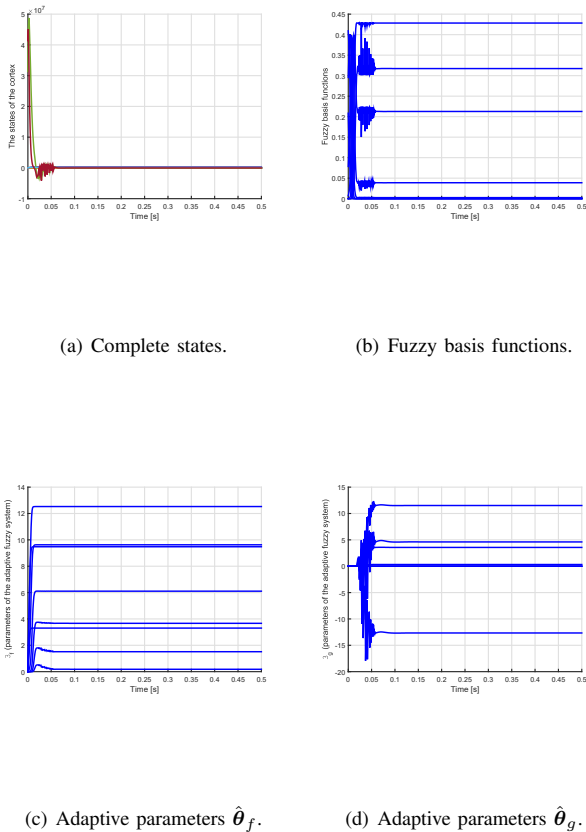 ×10^7
5
4
3
2
1
0
-1
The states of the cortex
0 0.05 0.1 0.15 0.2 0.25 0.3 0.35 0.4 0.45 0.5
Time [s]
0.45
0.4
0.35
0.3
0.25
0.2
0.15
0.1
0.05
0
Fuzzy basis functions
0 0.05 0.1 0.15 0.2 0.25 0.3 0.35 0.4 0.45 0.5
Time [s]
(a) Complete states.
(b) Fuzzy basis functions.
14
12
10
8
6
4
2
0
(parameters of the adaptive fuzzy system)
0 0.05 0.1 0.15 0.2 0.25 0.3 0.35 0.4 0.45 0.5
Time [s]
15
10
5
0
-5
-10
-15
-20
(parameters of the adaptive fuzzy system)
0 0.05 0.1 0.15 0.2 0.25 0.3 0.35 0.4 0.45 0.5
Time [s]
(c) Adaptive parameters θ̂_f.
(d) Adaptive parameters θ̂_g.